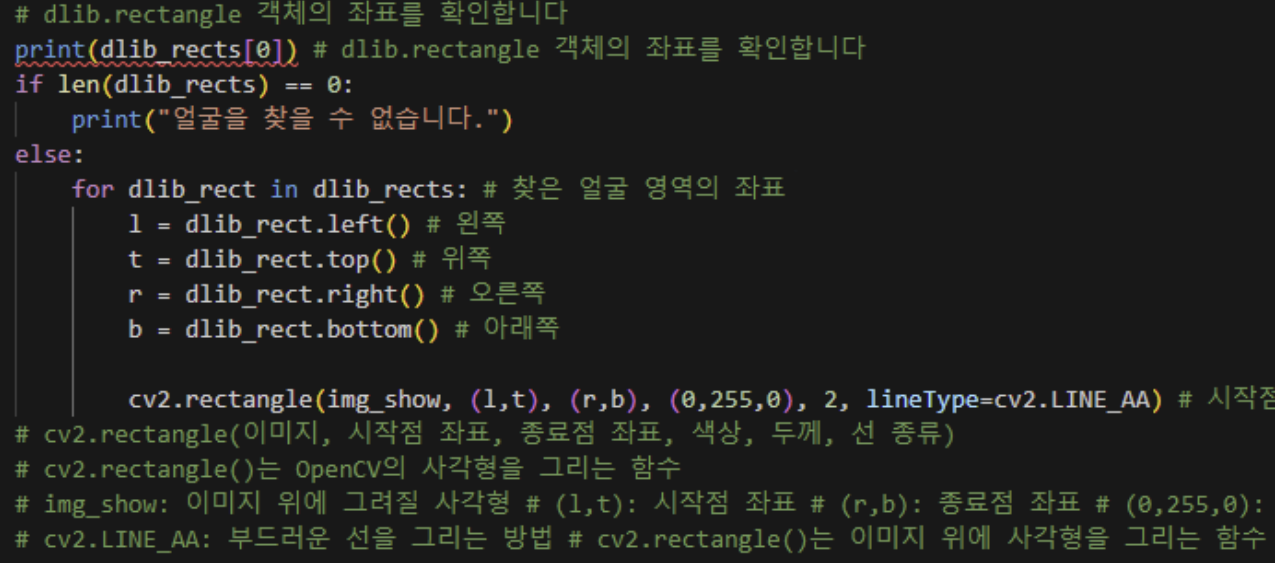 # dlib.rectangle 객체의 좌표를 확인합니다
print(dlib_rects[0]) # dlib.rectangle 객체의 좌표를 확인합니다
if len(dlib_rects) == 0:
    print("얼굴을 찾을 수 없습니다.")
else:
    for dlib_rect in dlib_rects: # 찾은 얼굴 영역의 좌표
        l = dlib_rect.left() # 왼쪽
        t = dlib_rect.top() # 위쪽
        r = dlib_rect.right() # 오른쪽
        b = dlib_rect.bottom() # 아래쪽
        cv2.rectangle(img_show, (l,t), (r,b), (0,255,0), 2, lineType=cv2.LINE_AA) # 시작점
# cv2.rectangle(이미지, 시작점 좌표, 종료점 좌표, 색상, 두께, 선 종류)
# cv2.rectangle()는 OpenCV의 사각형을 그리는 함수
# img_show: 이미지 위에 그려질 사각형 # (l,t): 시작점 좌표 # (r,b): 종료점 좌표 # (0,255,0):
# cv2.LINE_AA: 부드러운 선을 그리는 방법 # cv2.rectangle()는 이미지 위에 사각형을 그리는 함수